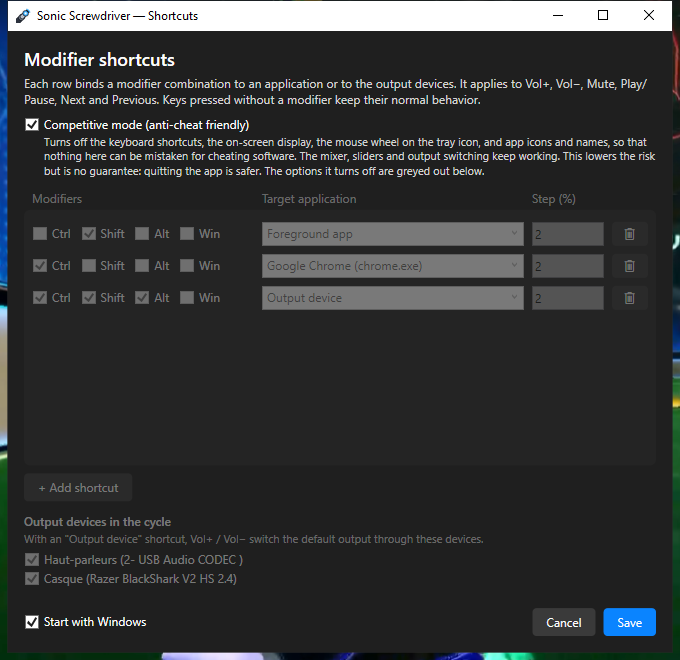 Sonic Screwdriver — Shortcuts
Modifier shortcuts
Each row binds a modifier combination to an application or to the output devices. It applies to Vol+, Vol−, Mute, Play/
Pause, Next and Previous. Keys pressed without a modifier keep their normal behavior.
Competitive mode (anti-cheat friendly)
Turns off the keyboard shortcuts, the on-screen display, the mouse wheel on the tray icon, and app icons and names, so that
nothing here can be mistaken for cheating software. The mixer, sliders and output switching keep working. This lowers the risk
but is no guarantee: quitting the app is safer. The options it turns off are greyed out below.
Modifiers Target application Step (%)
Ctrl Shift Alt Win Foreground app 2
Ctrl Shift Alt Win Google Chrome (chrome.exe) 2
Ctrl Shift Alt Win Output device 2
+ Add shortcut
Output devices in the cycle
With an "Output device" shortcut, Vol+ / Vol− switch the default output through these devices.
Haut-parleurs (2- USB Audio CODEC )
Casque (Razer BlackShark V2 HS 2.4)
Start with Windows
Cancel Save